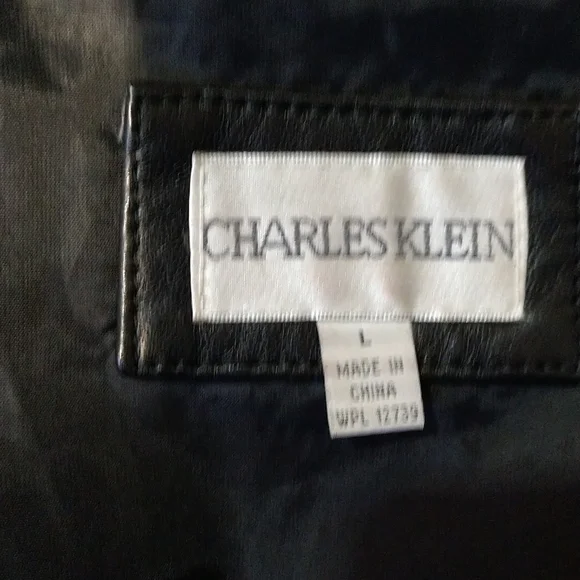 CHARLES KLEIN
L
MADE IN
CHINA
WPL 12739